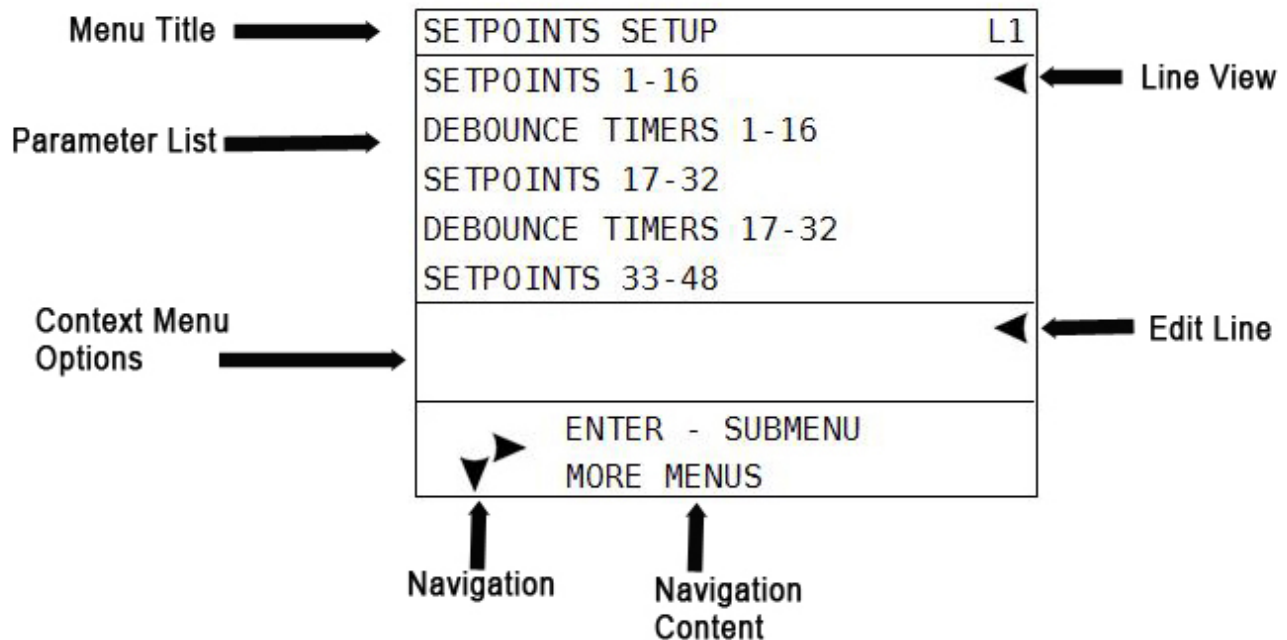 Menu Title
SETPOINTS SETUP L1
SETPOINTS 1-16
Line View
Parameter List
DEBOUNCE TIMERS 1-16
SETPOINTS 17-32
DEBOUNCE TIMERS 17-32
SETPOINTS 33-48
Context Menu
Options
Edit Line
ENTER - SUBMENU
MORE MENUS
Navigation
Navigation
Content